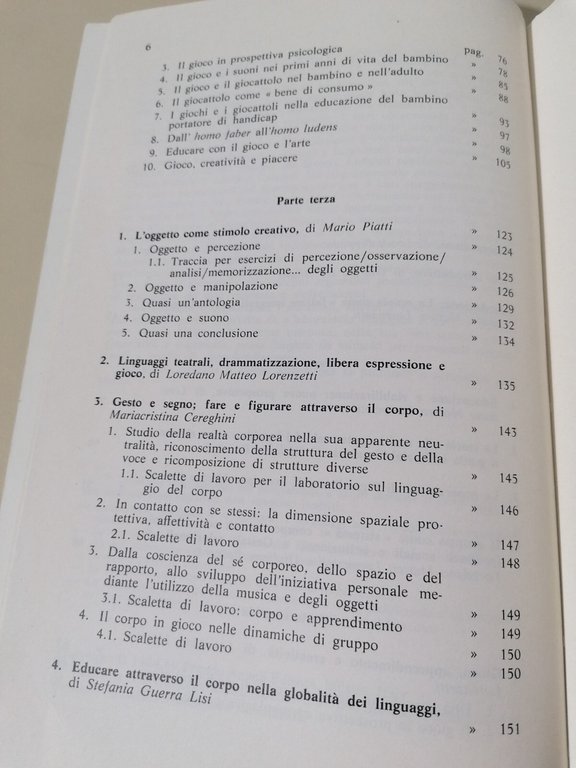 6
pag.
3. Il gioco in prospettiva psicologica » 76
4. Il gioco e i suoni nei primi anni di vita del bambino » 78
5. Il gioco e il giocattolo nel bambino e nell'adulto » 85
6. Il giocattolo come « bene di consumo » » 88
7. I giochi e i giocattoli nella educazione del bambino
portatore di handicap » 93
8. Dall'homo faber all'homo ludens » 97
9. Educare con il gioco e l'arte » 98
10. Gioco, creatività e piacere » 105
Parte terza
1. L'oggetto come stimolo creativo, di Mario Piatti » 123
1. Oggetto e percezione » 124
1.1. Traccia per esercizi di percezione/osservazione/
analisi/memorizzazione... degli oggetti » 125
2. Oggetto e manipolazione » 126
3. Quasi un'antologia » 129
4. Oggetto e suono » 132
5. Quasi una conclusione » 134
2. Linguaggi teatrali, drammatizzazione, libera espressione e
gioco, di Loredano Matteo Lorenzetti » 135
3. Gesto e segno; fare e figurare attraverso il corpo, di
Mariacristina Cereghini » 143
1. Studio della realtà corporea nella sua apparente neu-
tralità, riconoscimento della struttura del gesto e della
voce e ricomposizione di strutture diverse » 145
1.1. Scalette di lavoro per il laboratorio sul linguag-
gio del corpo » 146
2. In contatto con se stessi: la dimensione spaziale pro-
tettiva, affettività e contatto » 147
2.1. Scalette di lavoro » 148
3. Dalla coscienza del sé corporeo, dello spazio e del
rapporto, allo sviluppo dell'iniziativa personale me-
diante l'utilizzo della musica e degli oggetti » 149
3.1. Scaletta di lavoro: corpo e apprendimento » 149
4. Il corpo in gioco nelle dinamiche di gruppo » 150
4.1. Scalette di lavoro » 150
4. Educare attraverso il corpo nella globalità dei linguaggi,
di Stefania Guerra Lisi » 151